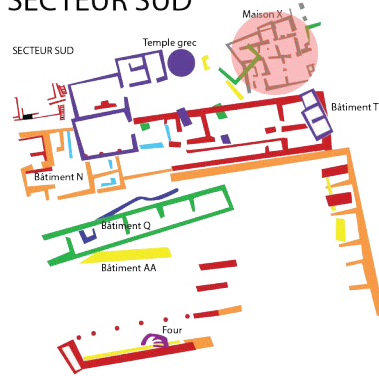 SECTEUR SUD
Maison X
Temple grec
SECTEUR SUD
Bâtiment T
Bâtiment N
Bâtiment Q
Bâtiment AA
Four